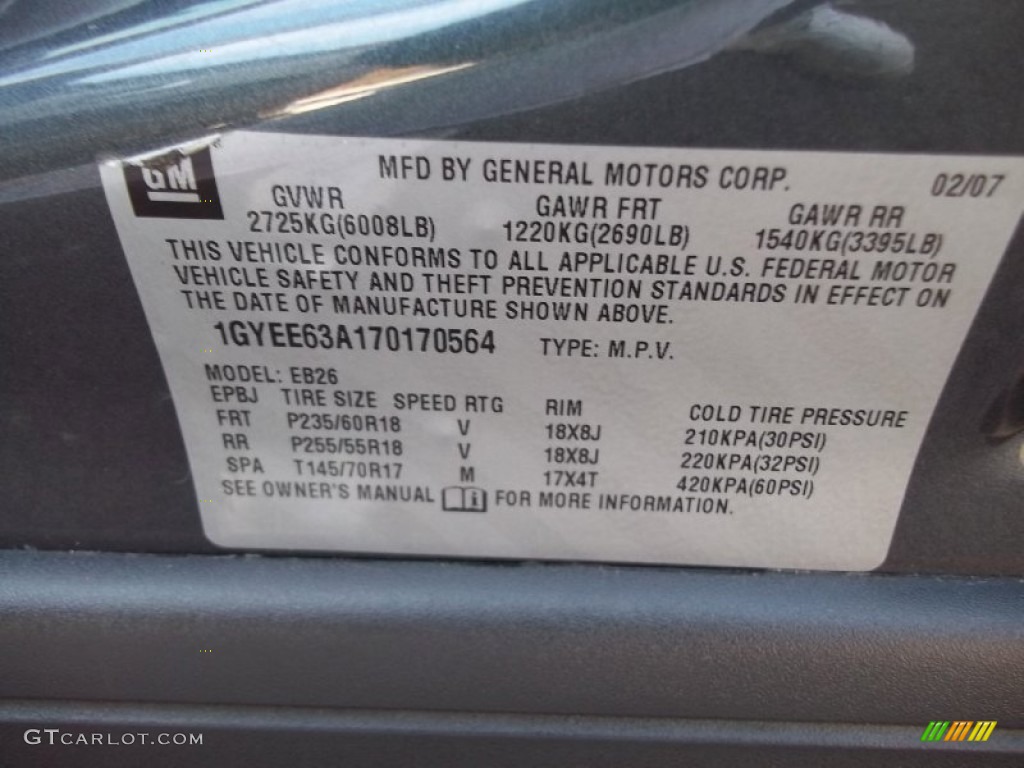 GM
MFD BY GENERAL MOTORS CORP. 02/07
GVWR GAWR FRT GAWR RR
2725KG(6008LB) 1220KG(2690LB) 1540KG(3395LB)
THIS VEHICLE CONFORMS TO ALL APPLICABLE U.S. FEDERAL MOTOR
VEHICLE SAFETY AND THEFT PREVENTION STANDARDS IN EFFECT ON
THE DATE OF MANUFACTURE SHOWN ABOVE.
1GYEE63A170170564 TYPE: M.P.V.
MODEL: EB26
EPBJ TIRE SIZE SPEED RTG RIM COLD TIRE PRESSURE
FRT P235/60R18 V 18X8J 210KPA(30PSI)
RR P255/55R18 V 18X8J 220KPA(32PSI)
SPA T145/70R17 M 17X4T 420KPA(60PSI)
SEE OWNER'S MANUAL i FOR MORE INFORMATION.
GTCARLOT.COM